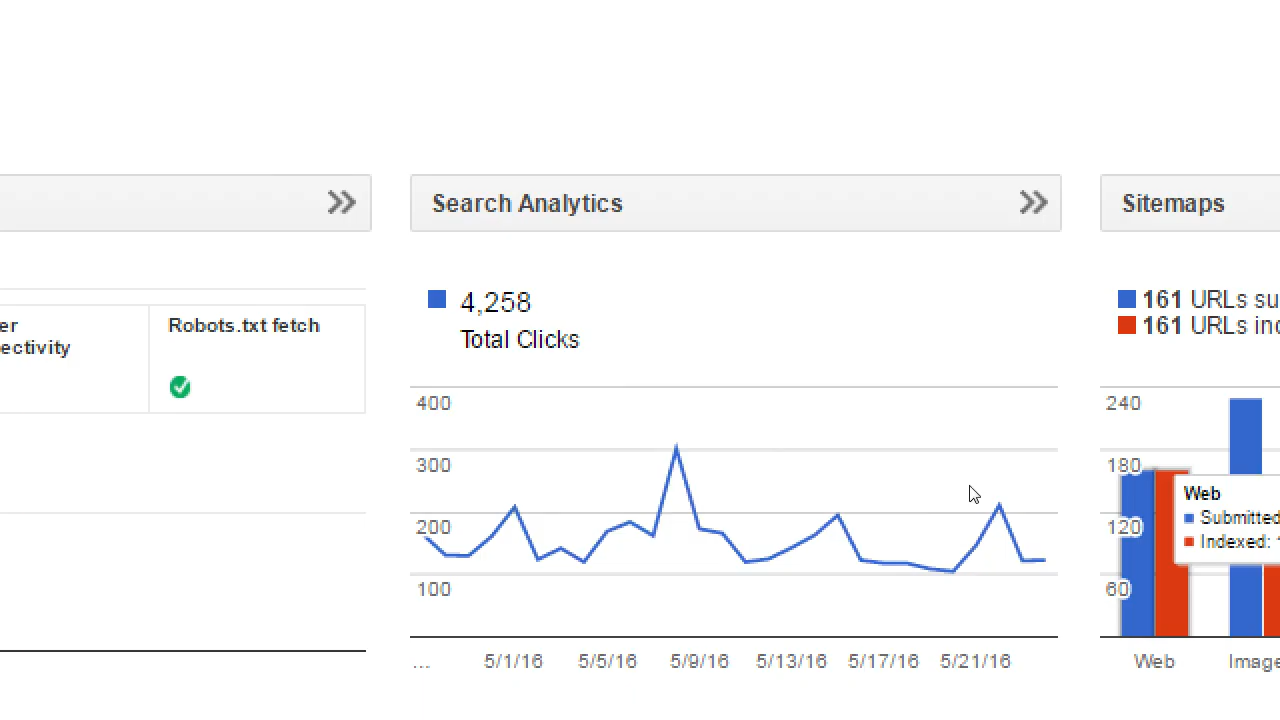 Search Analytics
Sitemaps
er
ectivity
Robots.txt fetch
4,258
Total Clicks
400
300
200
100
...
5/1/16
5/5/16
5/9/16
5/13/16
5/17/16
5/21/16
161 URLs su
161 URLs ind
240
180
120
60
Web
Submitted
Indexed:
Web
Image